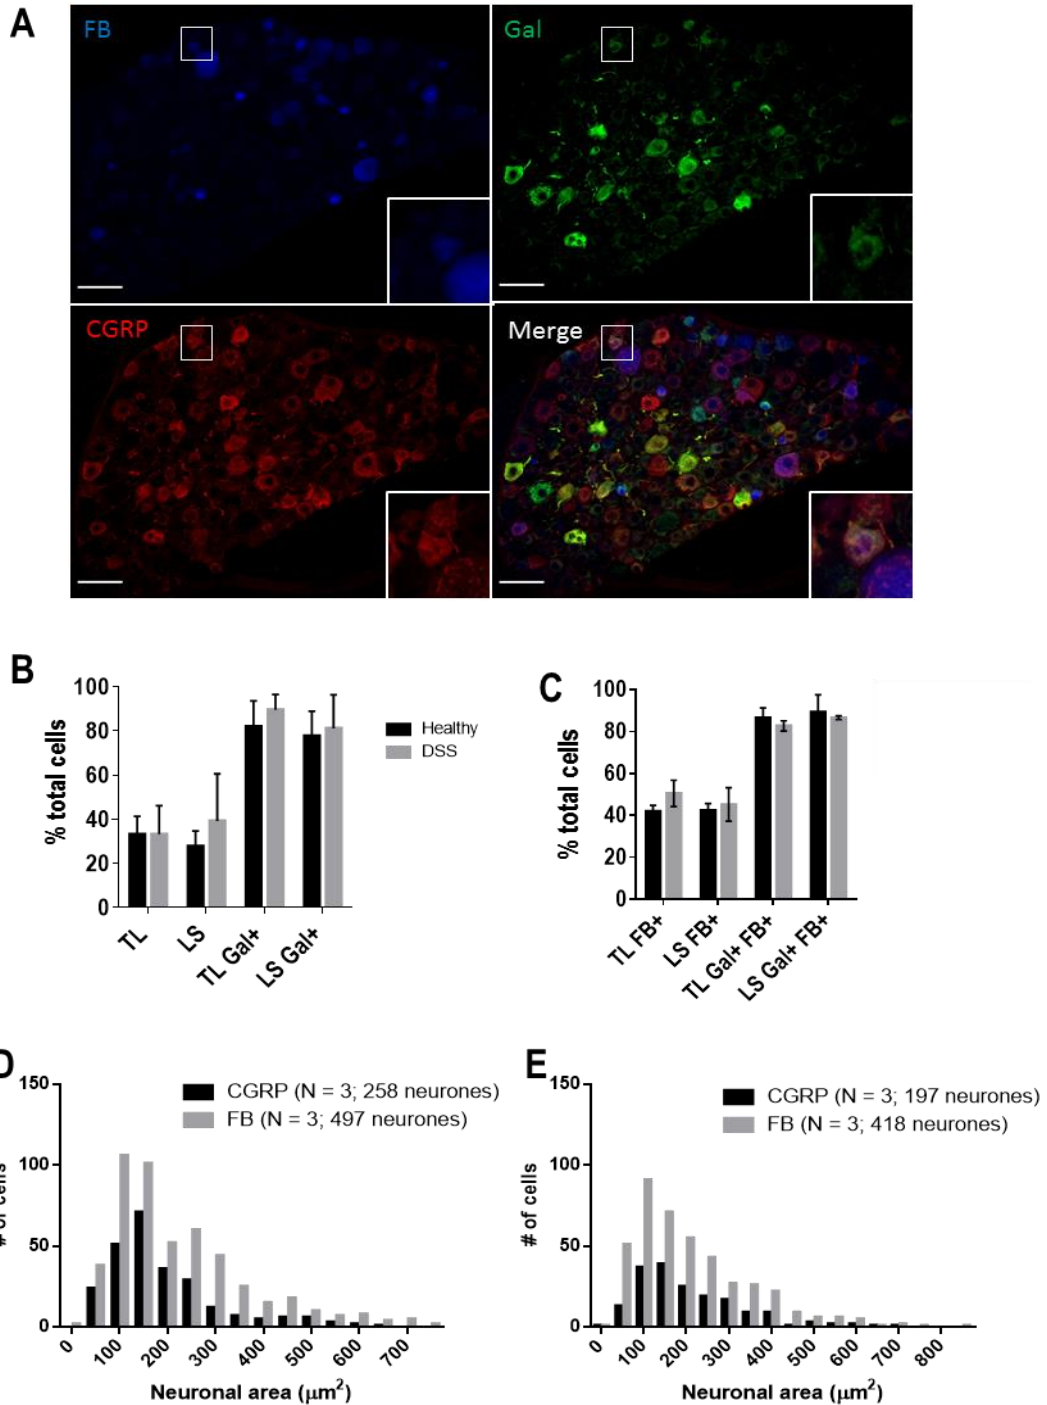 A
FB
Gal
CGRP
Merge
B
% total cells
100
80
60
40
20
0
TL
LS
TL Gal+
LS Gal+
Healthy
DSS
C
% total cells
100
80
60
40
20
0
TL FB+
LS FB+
TL Gal+ FB+
LS Gal+ FB+
D
# of cells
150
100
50
0
CGRP (N = 3; 258 neurones)
FB (N = 3; 497 neurones)
0
100
200
300
400
500
600
700
Neuronal area (μm²)
E
# of cells
150
100
50
0
CGRP (N = 3; 197 neurones)
FB (N = 3; 418 neurones)
0
100
200
300
400
500
600
700
800
Neuronal area (μm²)